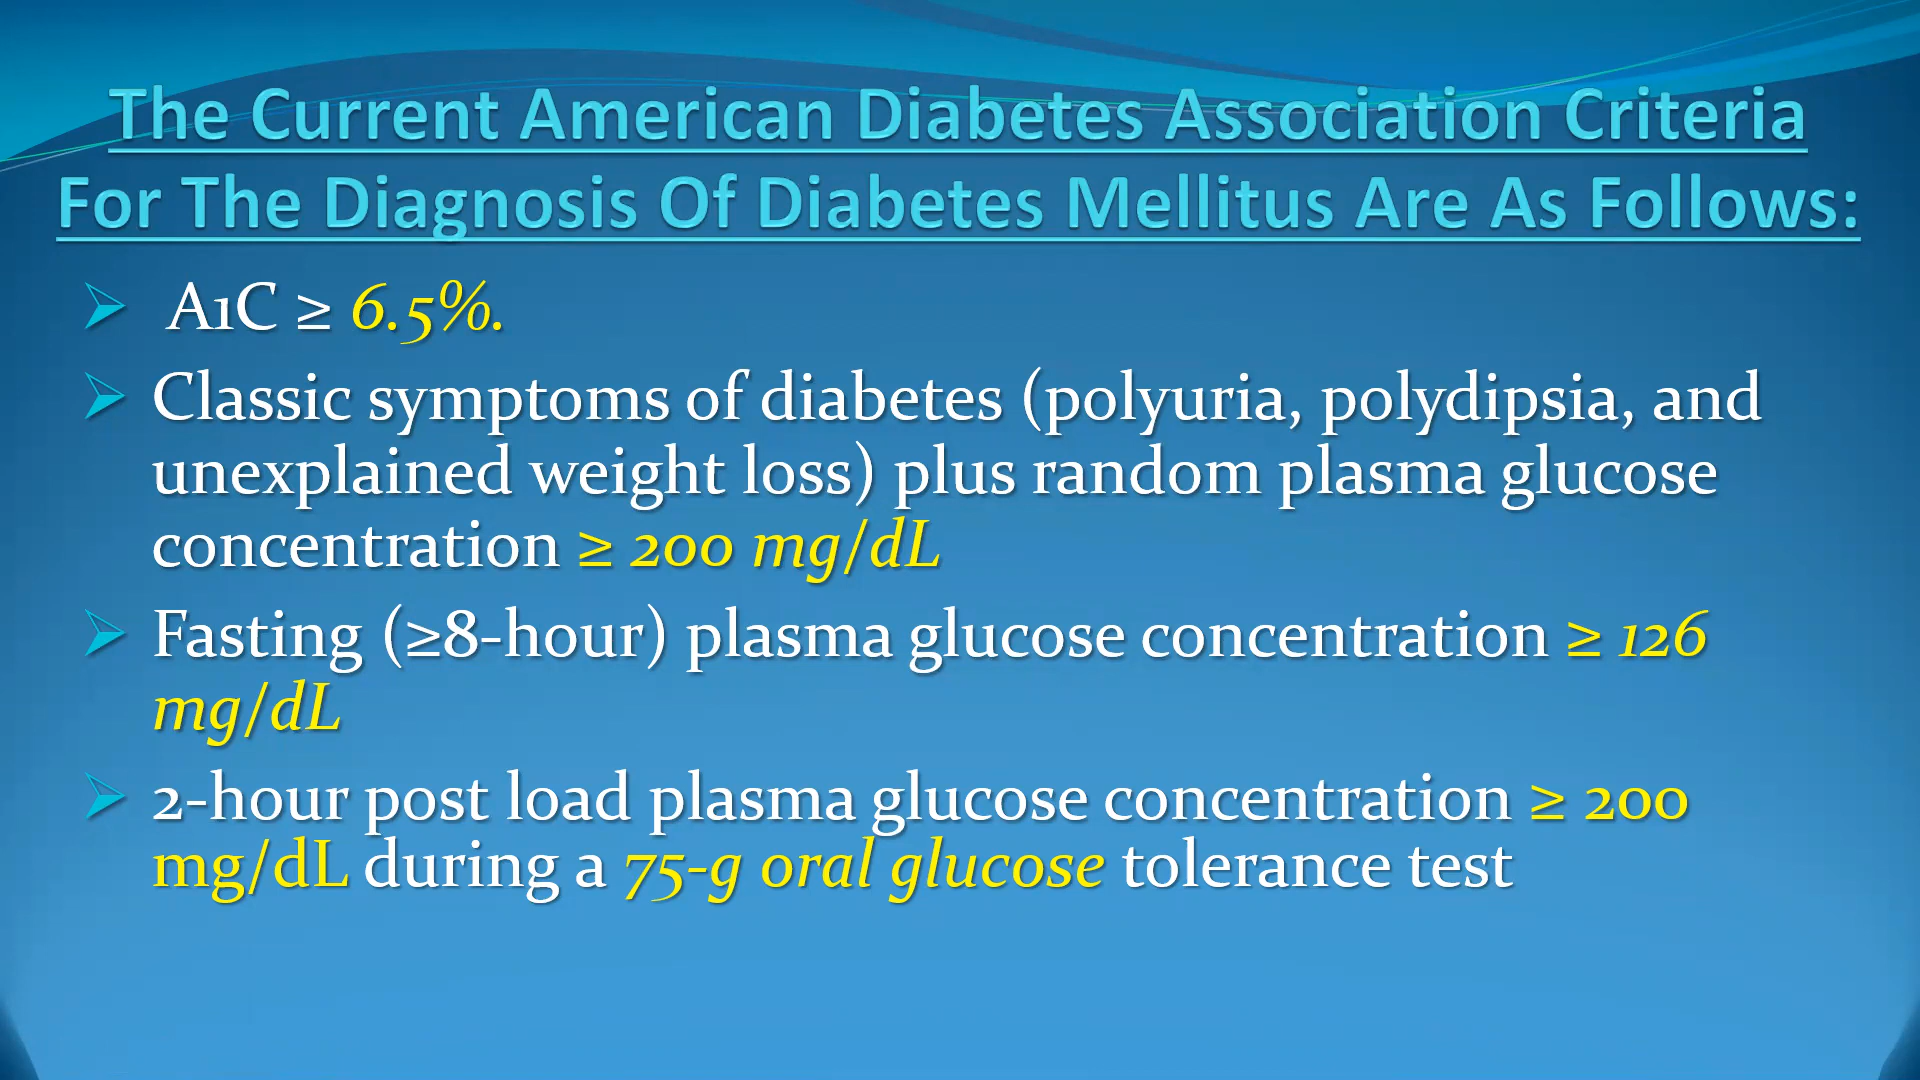 The Current American Diabetes Association Criteria
For The Diagnosis Of Diabetes Mellitus Are As Follows:
A1C ≥ 6.5%.
Classic symptoms of diabetes (polyuria, polydipsia, and
unexplained weight loss) plus random plasma glucose
concentration ≥ 200 mg/dL
Fasting (≥8-hour) plasma glucose concentration ≥ 126
mg/dL
2-hour post load plasma glucose concentration ≥ 200
mg/dL during a 75-g oral glucose tolerance test